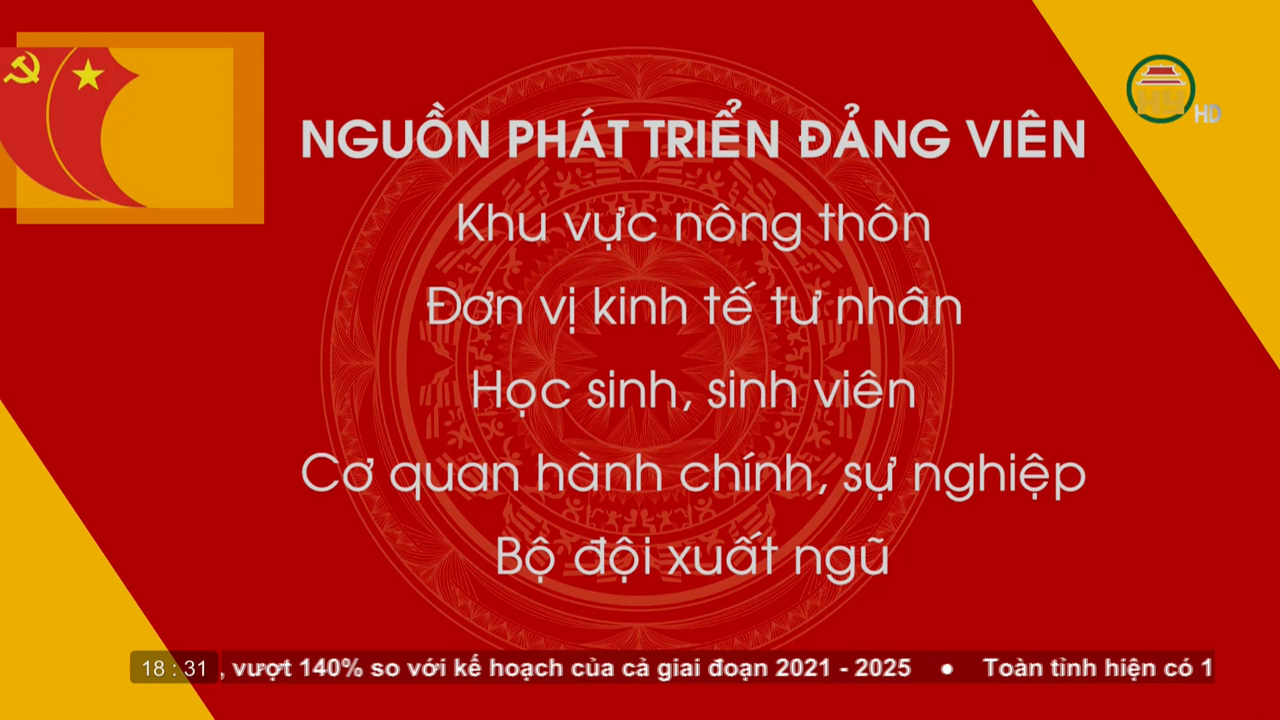 NGUỒN PHÁT TRIỂN ĐẢNG VIÊN
HD
Khu vực nông thôn
Đơn vị kinh tế tư nhân
Học sinh, sinh viên
Cơ quan hành chính, sự nghiệp
Bộ đội xuất ngũ
18 : 31 , vượt 140% so với kế hoạch của cả giai đoạn 2021 - 2025 • Toàn tỉnh hiện có 1